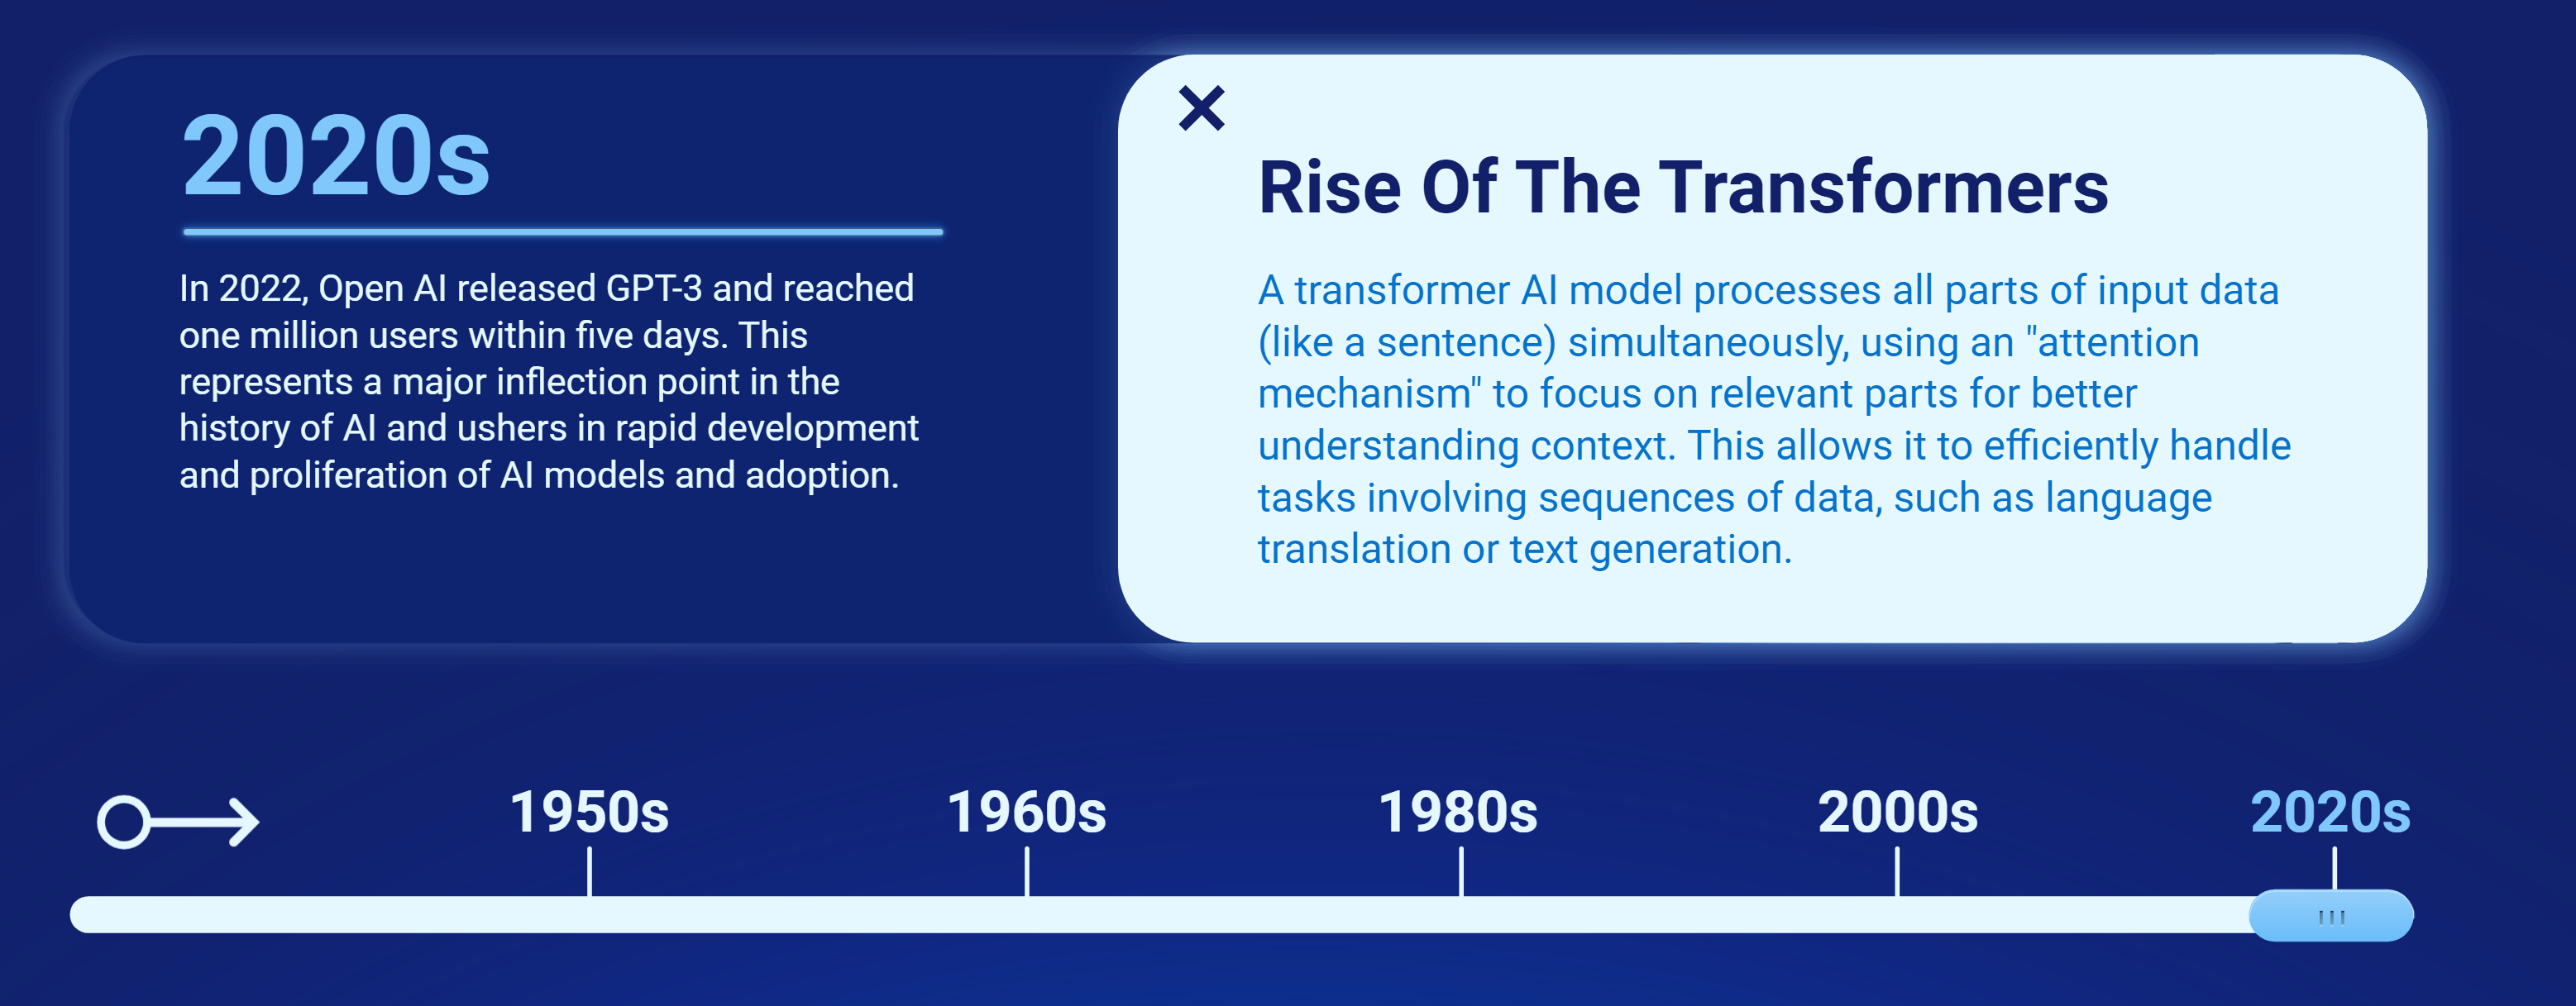 2020s
In 2022, Open AI released GPT-3 and reached
one million users within five days. This
represents a major inflection point in the
history of AI and ushers in rapid development
and proliferation of AI models and adoption.
Rise Of The Transformers
A transformer AI model processes all parts of input data
(like a sentence) simultaneously, using an "attention
mechanism" to focus on relevant parts for better
understanding context. This allows it to efficiently handle
tasks involving sequences of data, such as language
translation or text generation.
1950s
1960s
1980s
2000s
2020s